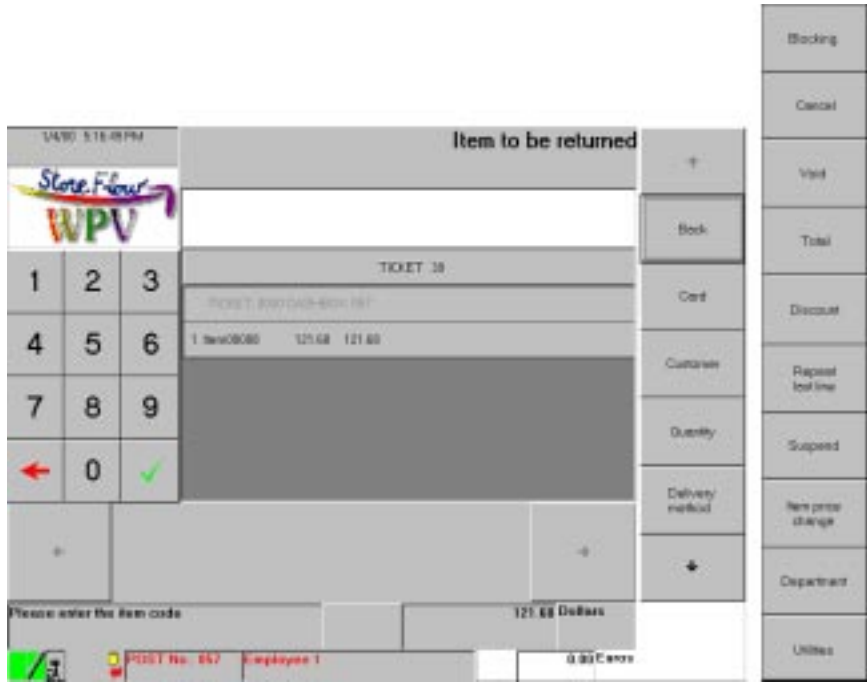 Blocking
Cancel
Void
Total
Discount
Repeat
last line
Suspend
Item price
change
Department
Utilities
Item to be returned
Store Flow
WPV
1 2 3
4 5 6
7 8 9
0
TICKET 38
1 Item00088 121.68 121.68
Back
Card
Customer
Quantity
Delivery
method
Please enter the item code
121.68 Dollars
POST No. 057 Employee 1
0.00 Euros